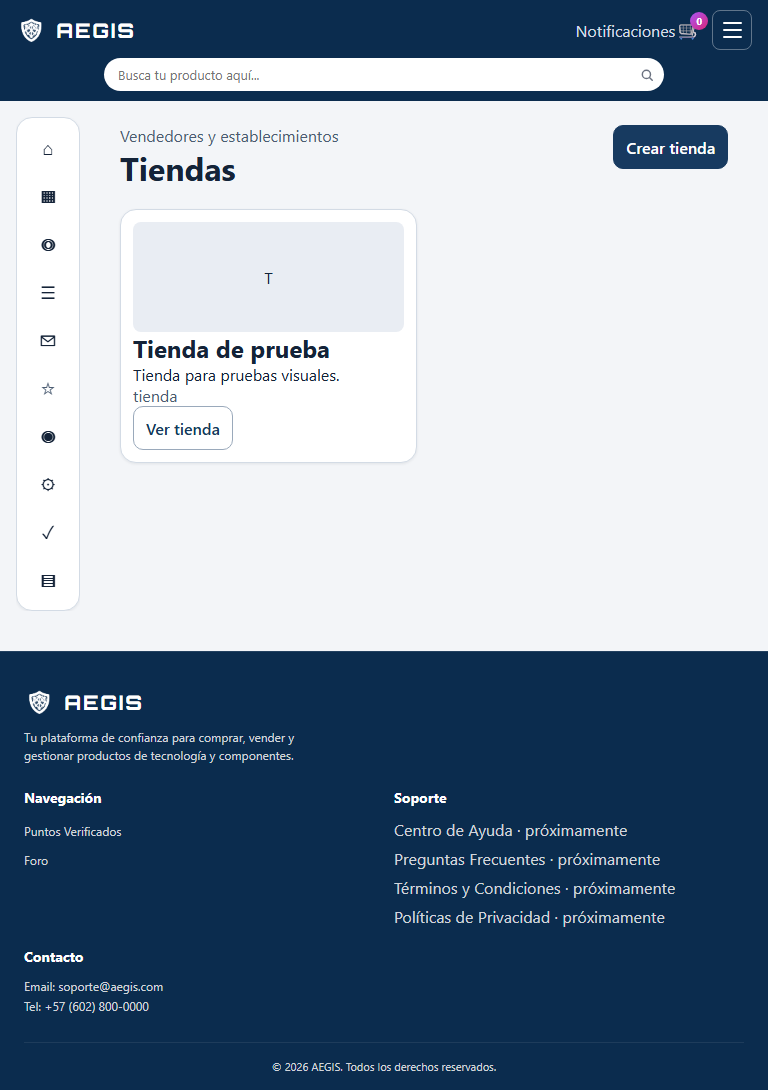 AEGIS
Notificaciones
0
Busca tu producto aquí...
Vendedores y establecimientos
Tiendas
Crear tienda
T
Tienda de prueba
Tienda para pruebas visuales.
tienda
Ver tienda
AEGIS
Tu plataforma de confianza para comprar, vender y
gestionar productos de tecnología y componentes.
Navegación
Puntos Verificados
Foro
Soporte
Centro de Ayuda · próximamente
Preguntas Frecuentes · próximamente
Términos y Condiciones · próximamente
Políticas de Privacidad · próximamente
Contacto
Email: soporte@aegis.com
Tel: +57 (602) 800-0000
© 2026 AEGIS. Todos los derechos reservados.